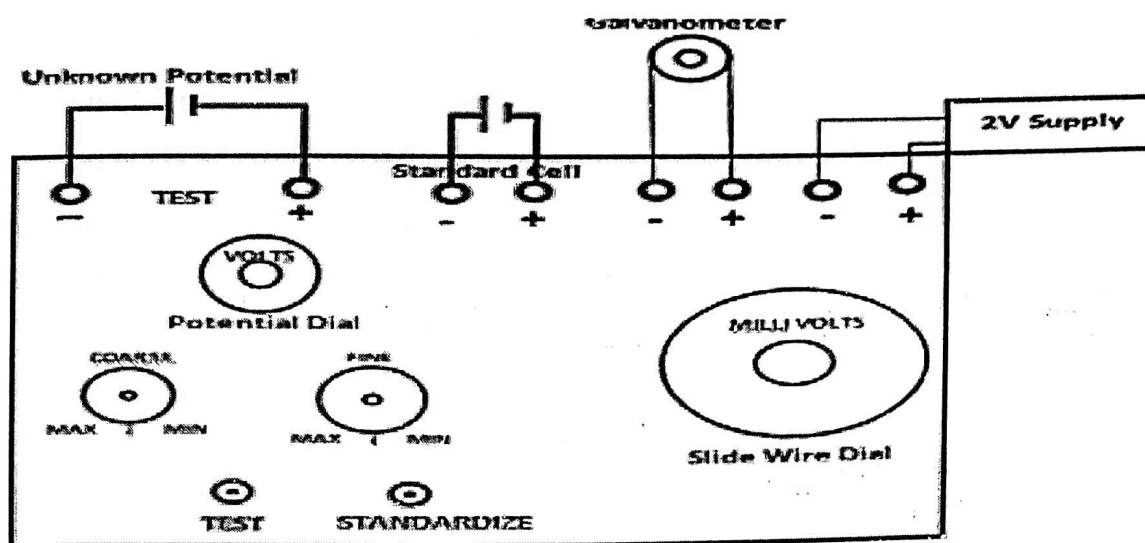 Galvanometer
Unknown Potential
2V Supply
Standard Cell
− TEST + - + - + - +
VOLTS
Potential Dial
MILLI VOLTS
COARSE FINE
MAX MIN MAX MIN
Slide Wire Dial
TEST STANDARDIZE